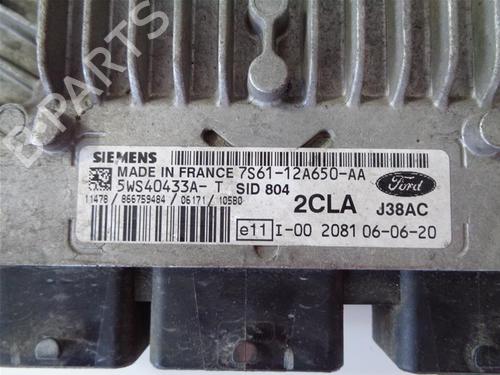 SIEMENS
MADE IN FRANCE 7S61-12A650-AA
5WS40433A- T SID 804
11478 / 866759484 / 06171 / 10580
2CLA
Ford
J38AC
e11 I-00 2081 06-06-20
B-PARTS